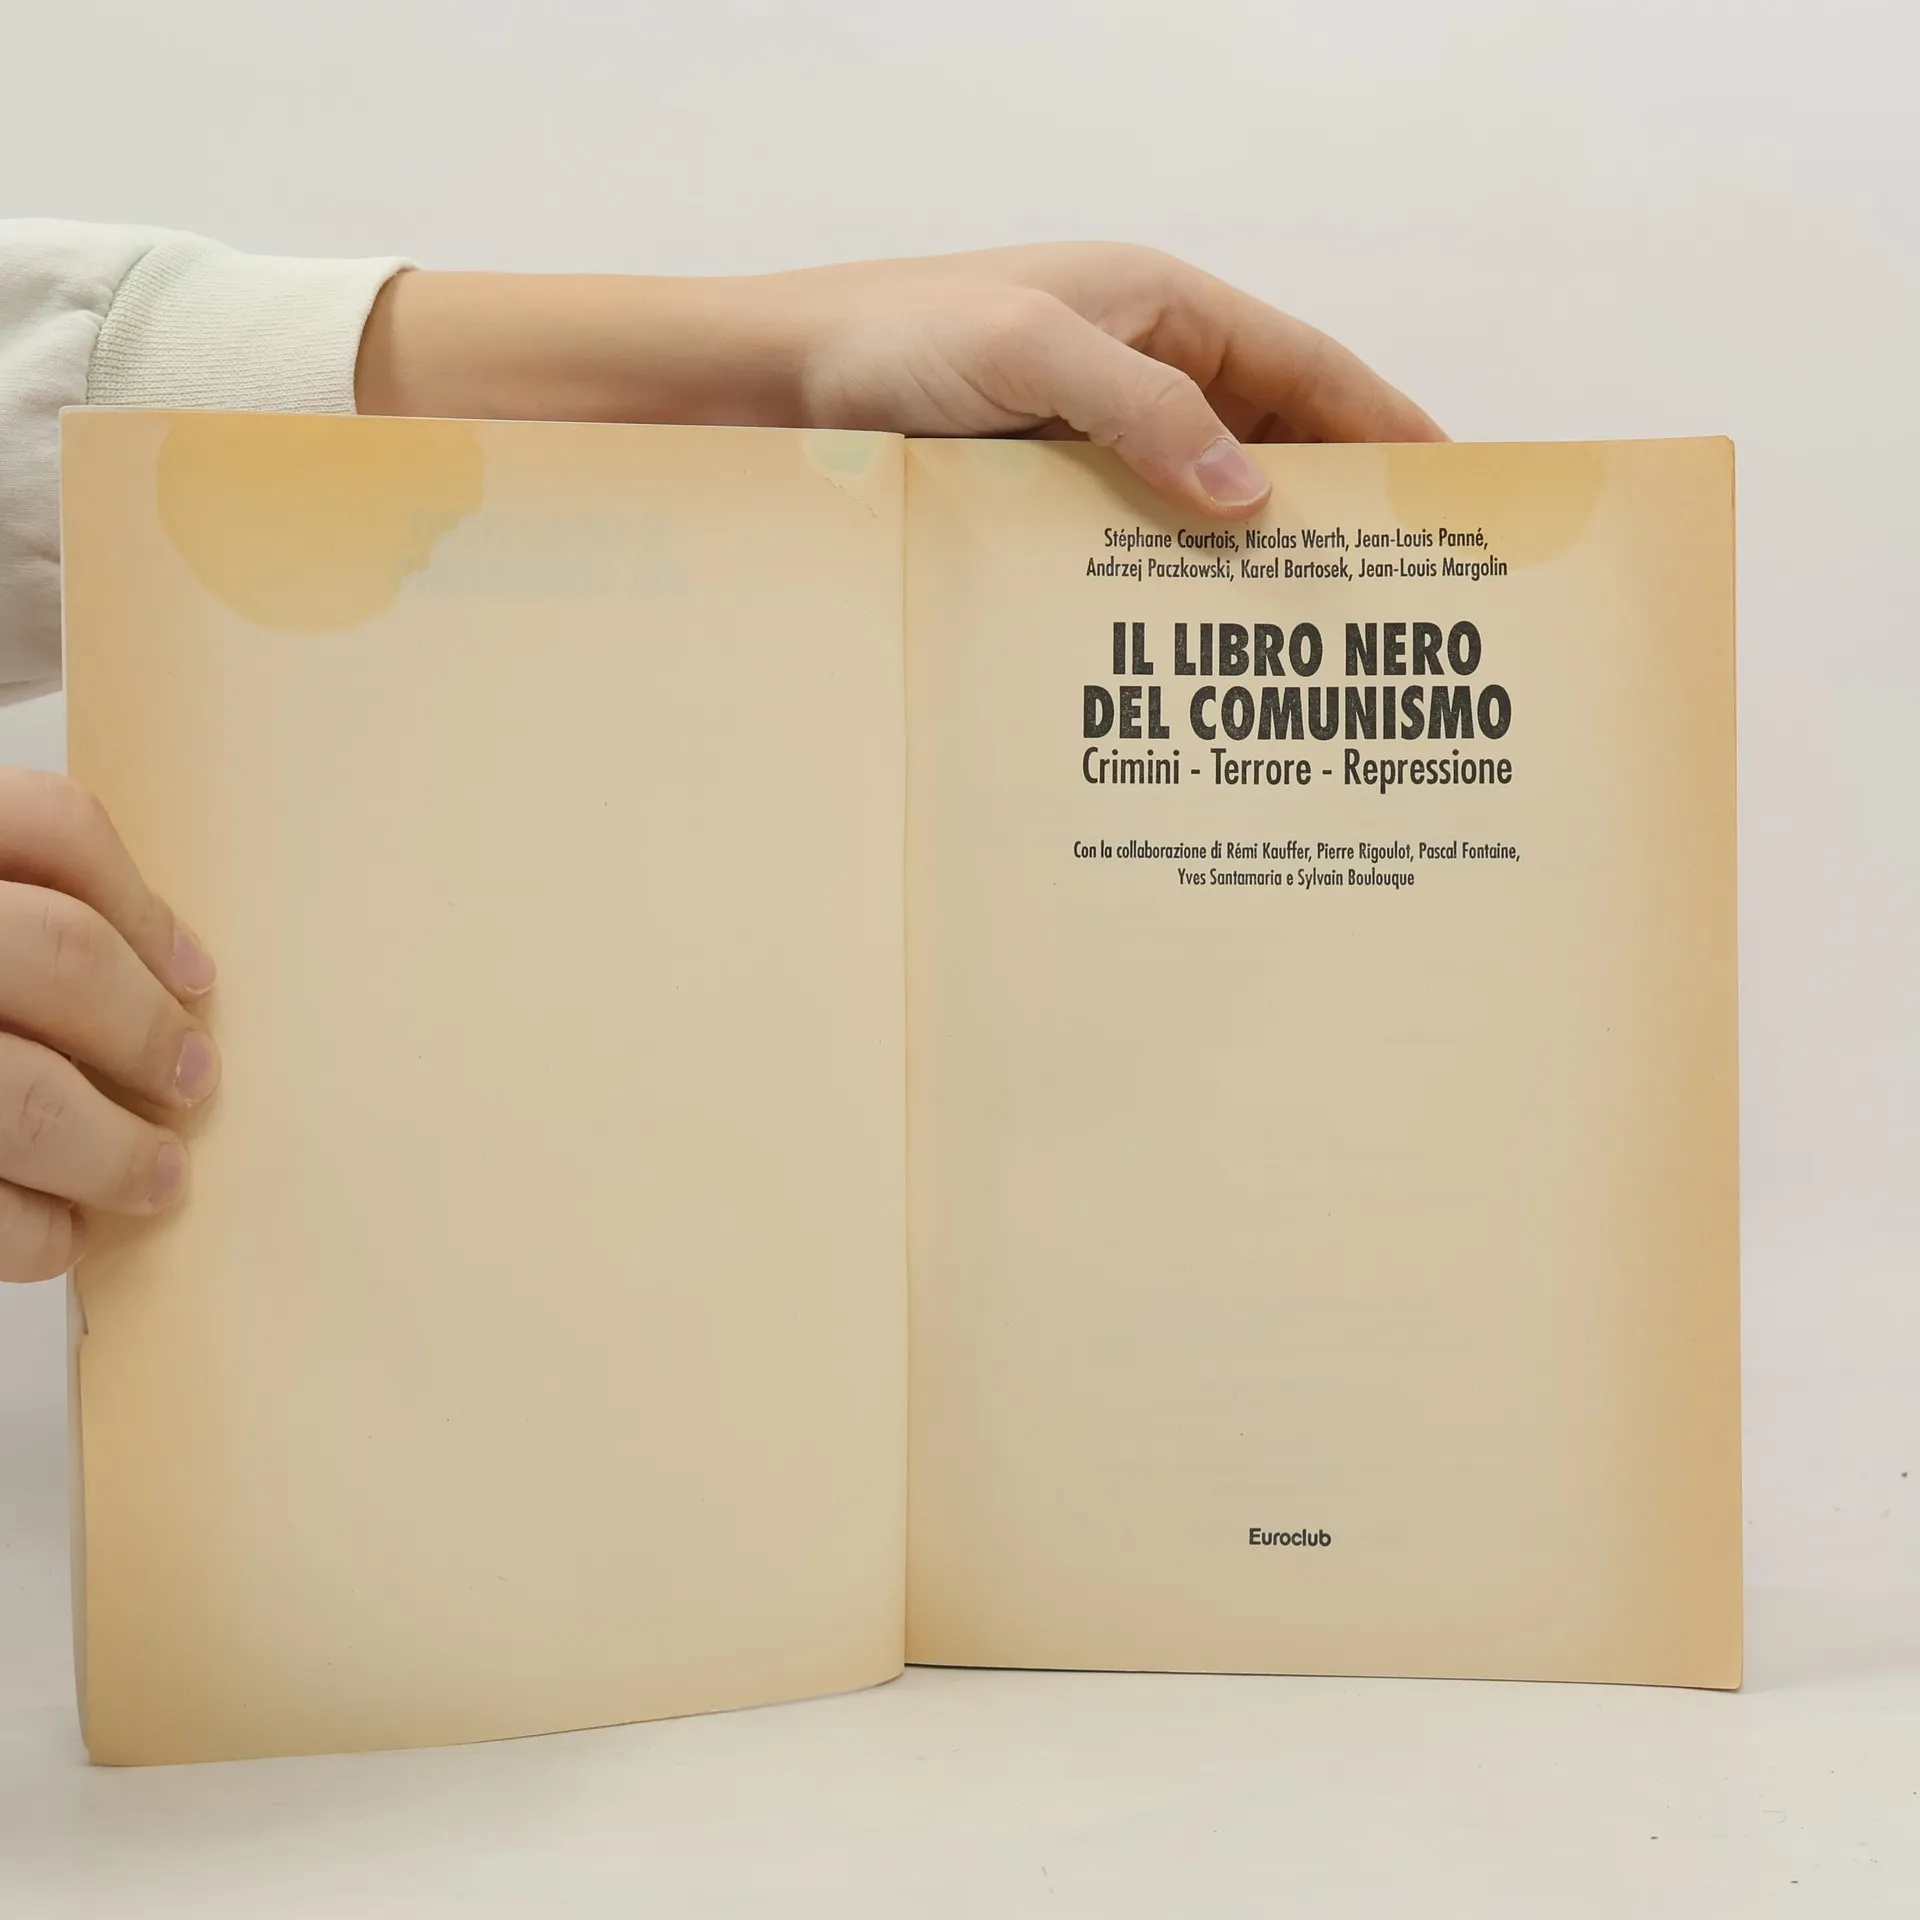 Stéphane Courtois, Nicolas Werth, Jean-Louis Panné,
Andrzej Paczkowski, Karel Bartosek, Jean-Louis Margolin
IL LIBRO NERO
DEL COMUNISMO
Crimini - Terrore - Repressione
Con la collaborazione di Rémi Kauffer, Pierre Rigoulot, Pascal Fontaine,
Yves Santamaria e Sylvain Boulouque
Euroclub